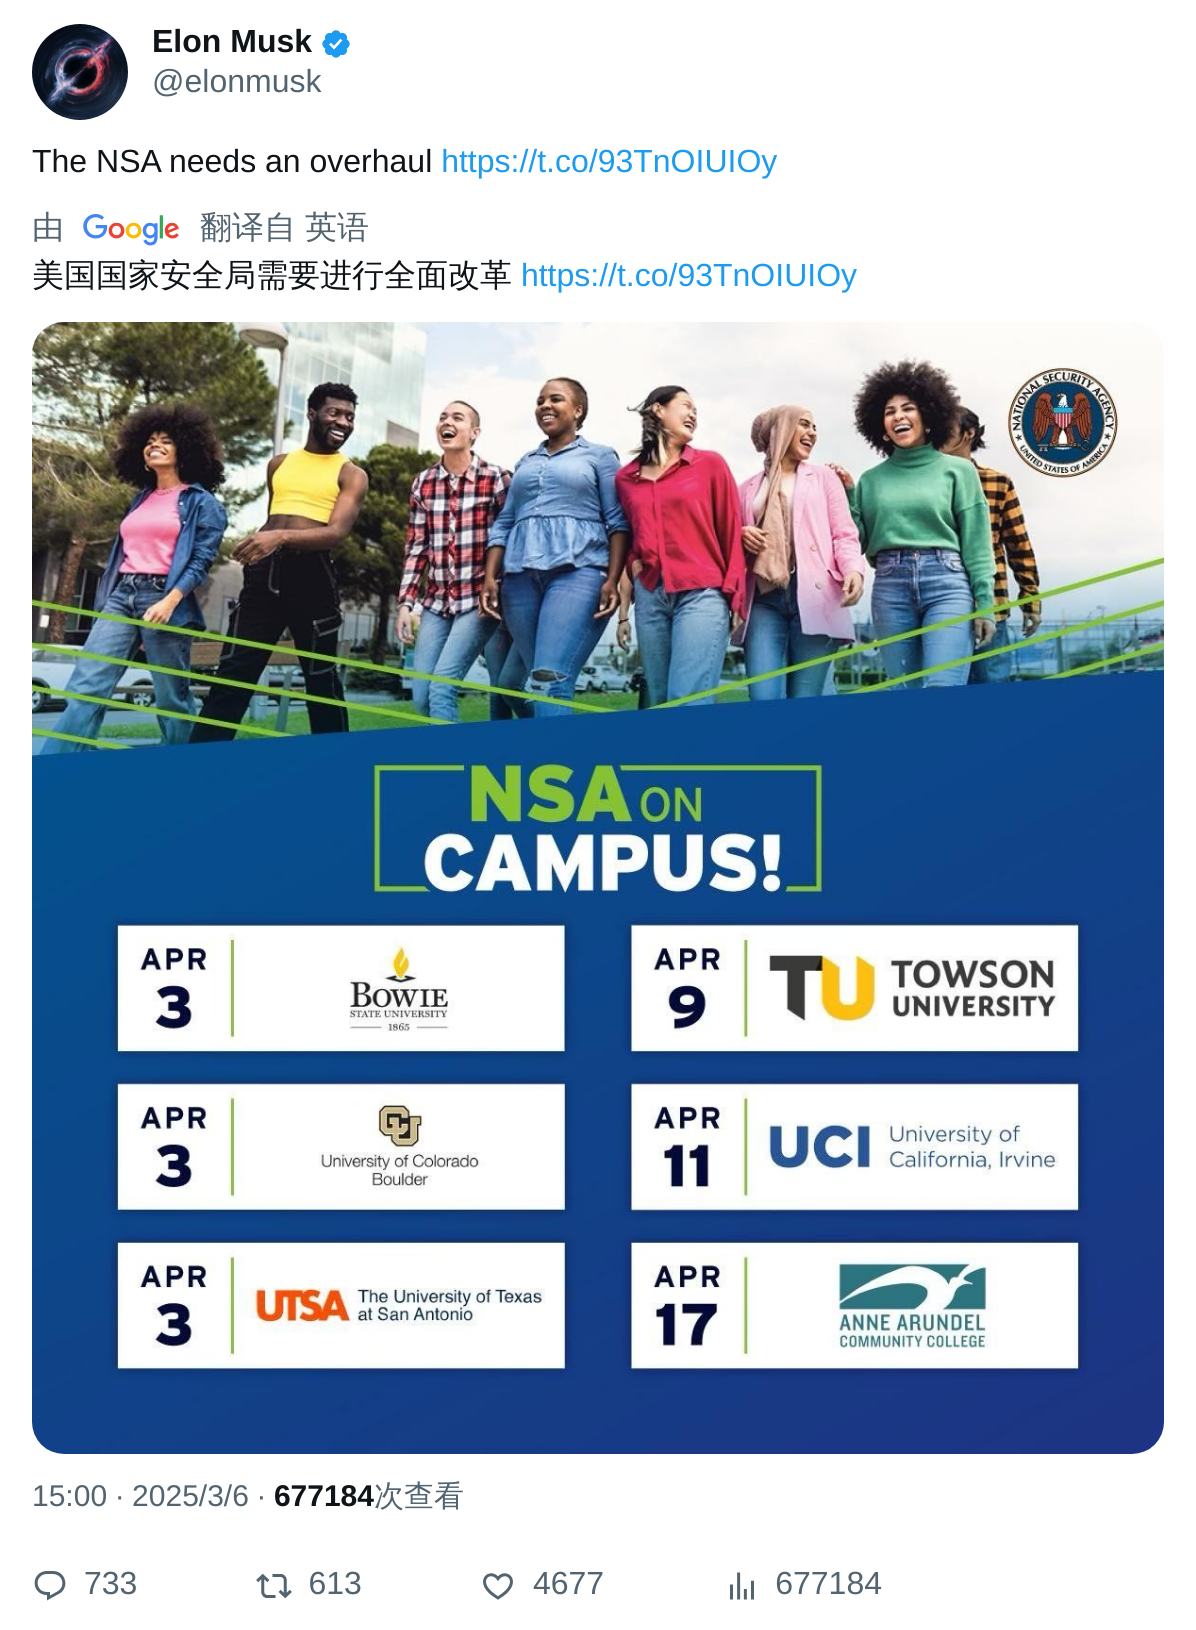 Elon Musk
@elonmusk
The NSA needs an overhaul https://t.co/93TnOIUIOy
由 Google 翻译自 英语
美国国家安全局需要进行全面改革 https://t.co/93TnOIUIOy
NATIONAL SECURITY AGENCY
UNITED STATES OF AMERICA
NSA ON
CAMPUS!
APR
3
BOWIE
STATE UNIVERSITY
1865
APR
9
TU
TOWSON
UNIVERSITY
APR
3
CU
University of Colorado
Boulder
APR
11
UCI
University of
California, Irvine
APR
3
UTSA
The University of Texas
at San Antonio
APR
17
ANNE ARUNDEL
COMMUNITY COLLEGE
15:00 · 2025/3/6 · 677184次查看
733 613 4677 677184